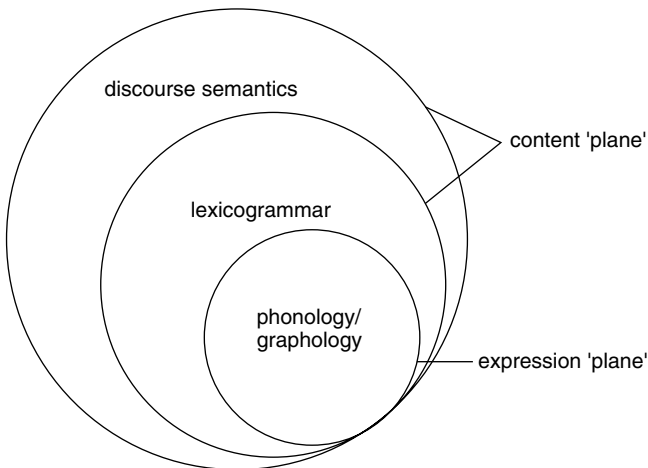 discourse semantics
content 'plane'
lexicogrammar
phonology/
graphology
expression 'plane'